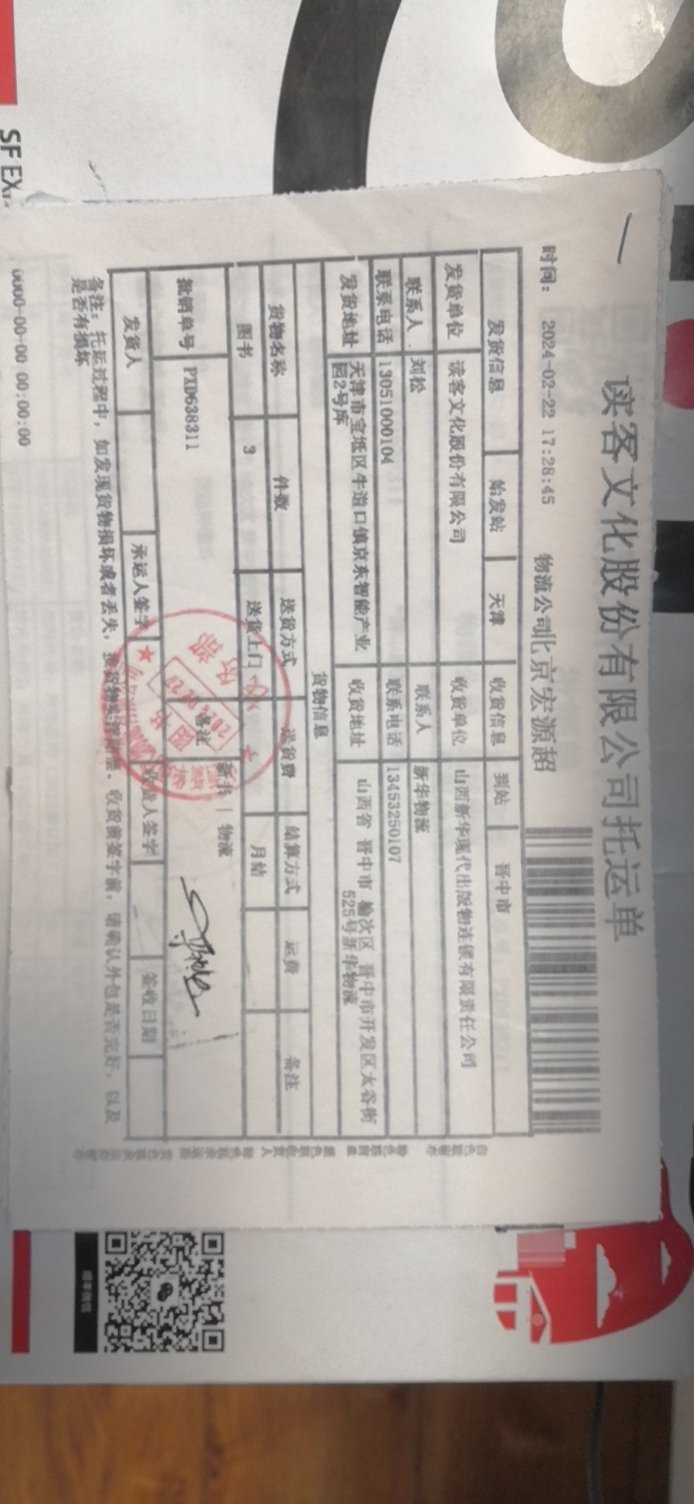 读客文化股份有限公司托运单
时间: 2024-02-22 17:28:45 物流公司北京宏源超
发货信息 始发站 天津 收货信息 到站 晋中市
发货单位 读客文化股份有限公司 收货单位 山西新华现代出版物连锁有限责任公司
联系人 刘松 联系人 新华物流
联系电话 13051000104 联系电话 13453250107
发货地址 天津市宝坻区牛道口镇京东智能产业园2号库 收货地址 山西省 晋中市 榆次区 晋中市开发区太谷街525号新华物流
货物信息
货物名称 件数 送货方式 送货费 结算方式 运费 备注
图书 3 送货上门 月结
撤销单号 PXD638311 备注 新书 | 物流
发货人 承运人签字 收货人签字 签收日期
备注: 托运过程中, 如发现货物损坏或者丢失, 收货前签字前, 请确认外包是否完好, 以及
是否有损坏
0000-00-00 00:00:00
SF EX